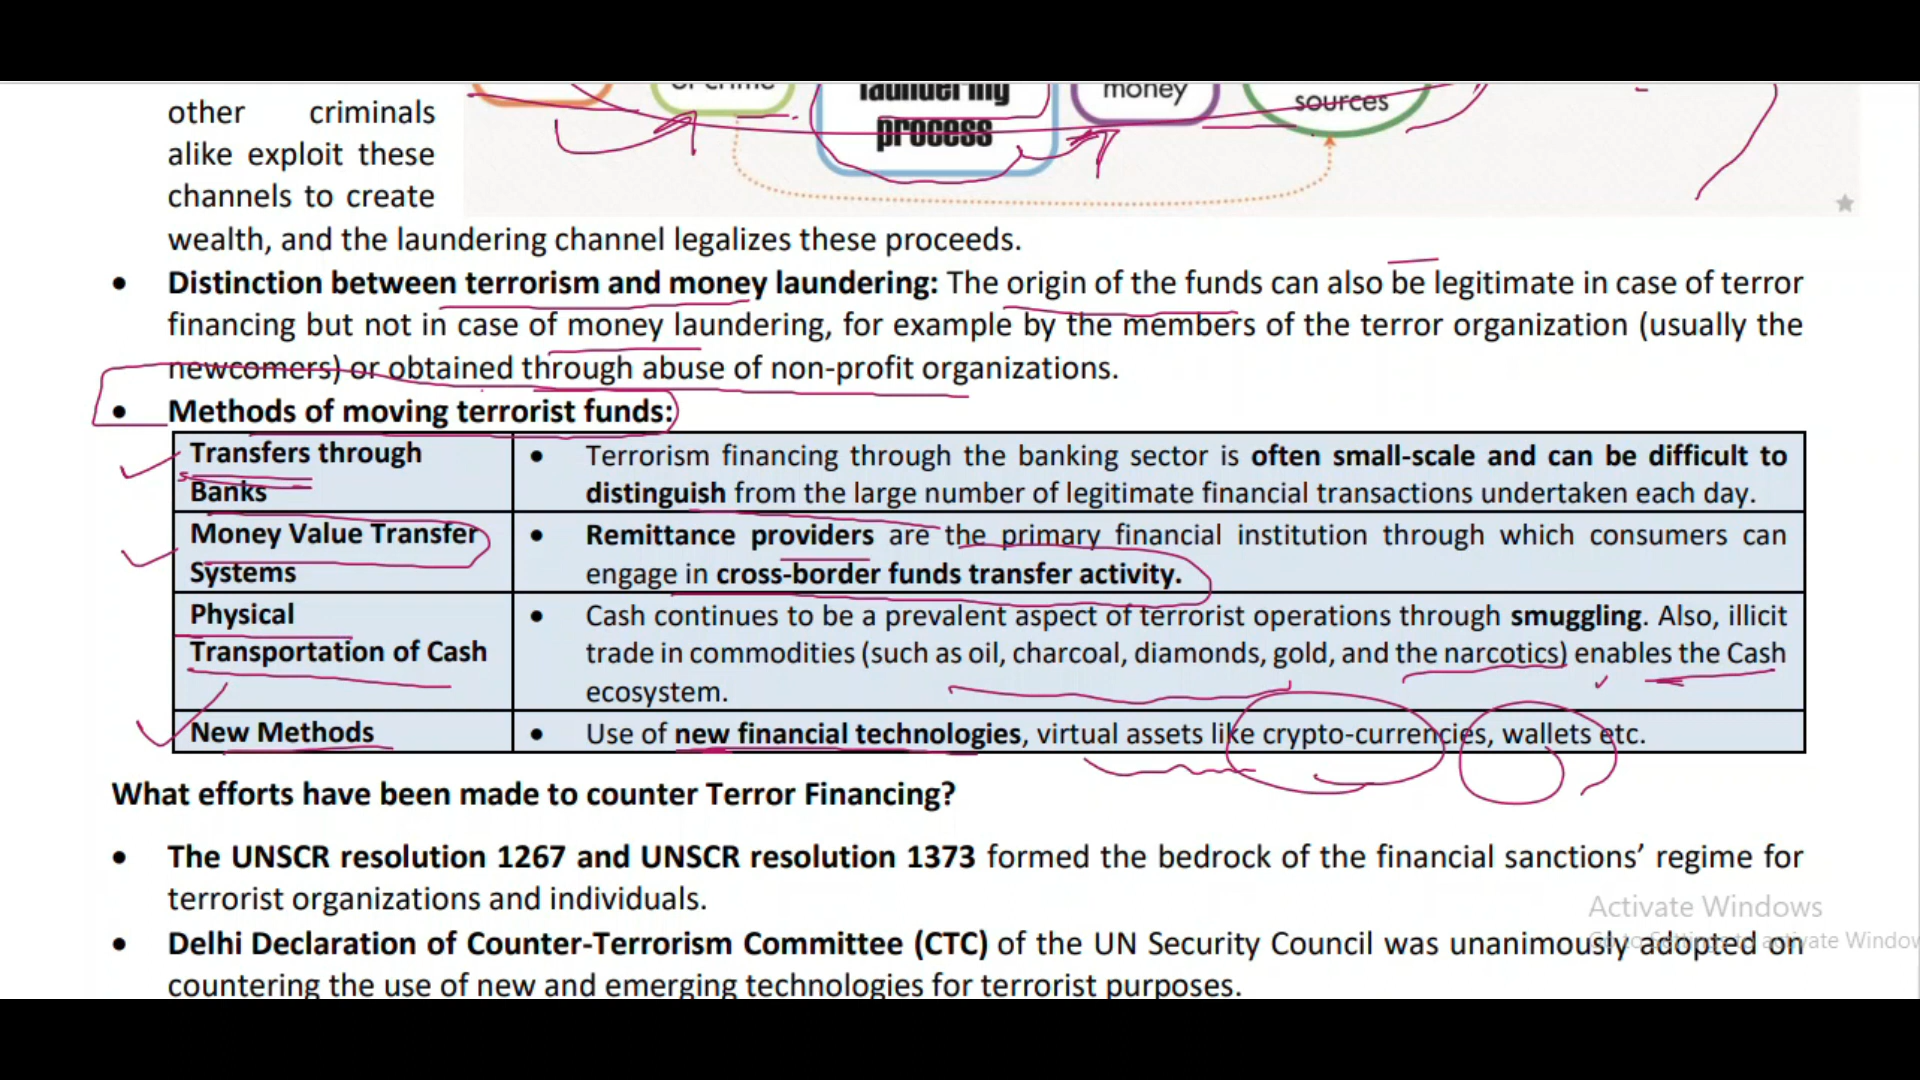 of crime
laundering
money
process
sources
other criminals
alike exploit these
channels to create
wealth, and the laundering channel legalizes these proceeds.
• Distinction between terrorism and money laundering: The origin of the funds can also be legitimate in case of terror
financing but not in case of money laundering, for example by the members of the terror organization (usually the
newcomers) or obtained through abuse of non-profit organizations.
• Methods of moving terrorist funds:
Transfers through
Banks
• Terrorism financing through the banking sector is often small-scale and can be difficult to
distinguish from the large number of legitimate financial transactions undertaken each day.
Money Value Transfer
Systems
• Remittance providers are the primary financial institution through which consumers can
engage in cross-border funds transfer activity.
Physical
Transportation of Cash
• Cash continues to be a prevalent aspect of terrorist operations through smuggling. Also, illicit
trade in commodities (such as oil, charcoal, diamonds, gold, and the narcotics) enables the Cash
ecosystem.
New Methods
• Use of new financial technologies, virtual assets like crypto-currencies, wallets etc.
What efforts have been made to counter Terror Financing?
• The UNSCR resolution 1267 and UNSCR resolution 1373 formed the bedrock of the financial sanctions’ regime for
terrorist organizations and individuals.
• Delhi Declaration of Counter-Terrorism Committee (CTC) of the UN Security Council was unanimously adopted on
countering the use of new and emerging technologies for terrorist purposes.
Activate Windows
Go to Settings to activate Window